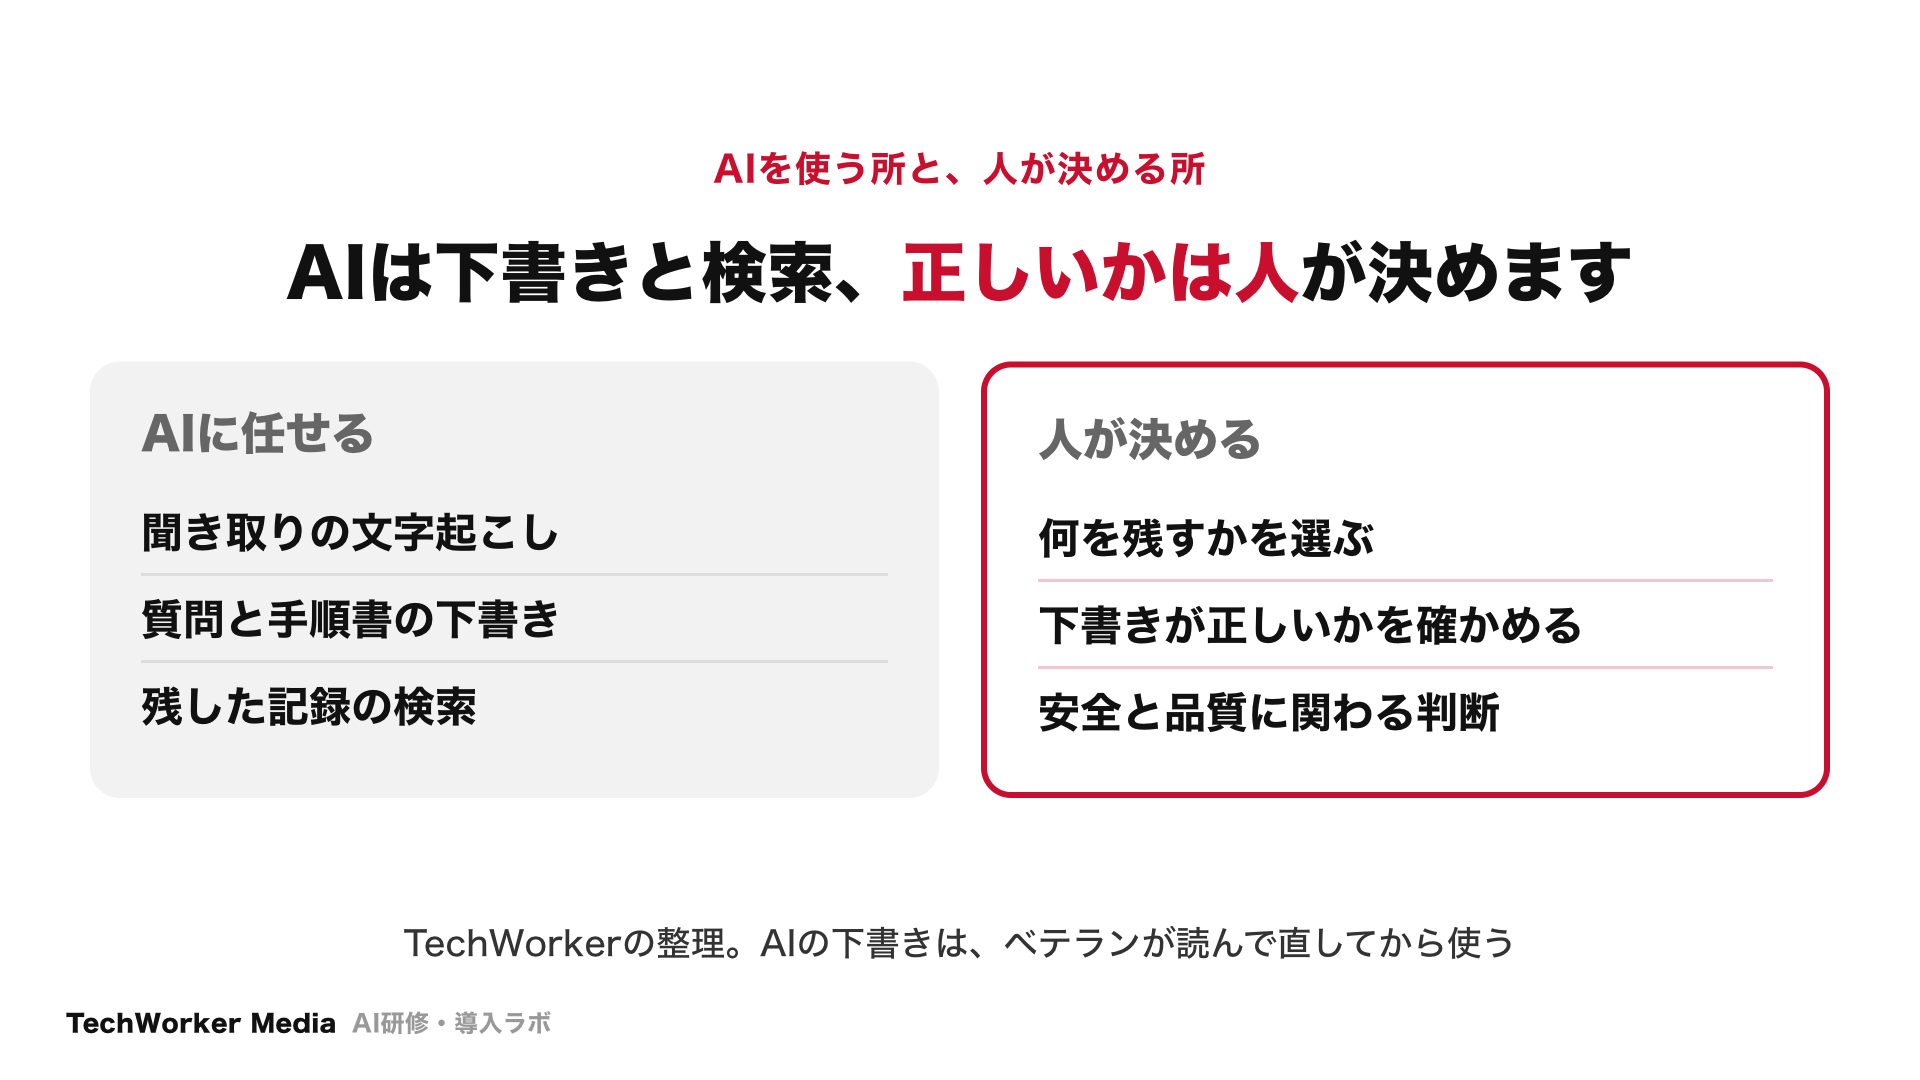 AIを使う所と、人が決める所
AIは下書きと検索、正しいかは人が決めます
AIに任せる
聞き取りの文字起こし
質問と手順書の下書き
残した記録の検索
人が決める
何を残すかを選ぶ
下書きが正しいかを確かめる
安全と品質に関わる判断
TechWorkerの整理。AIの下書きは、ベテランが読んで直してから使う
TechWorker Media AI研修・導入ラボ